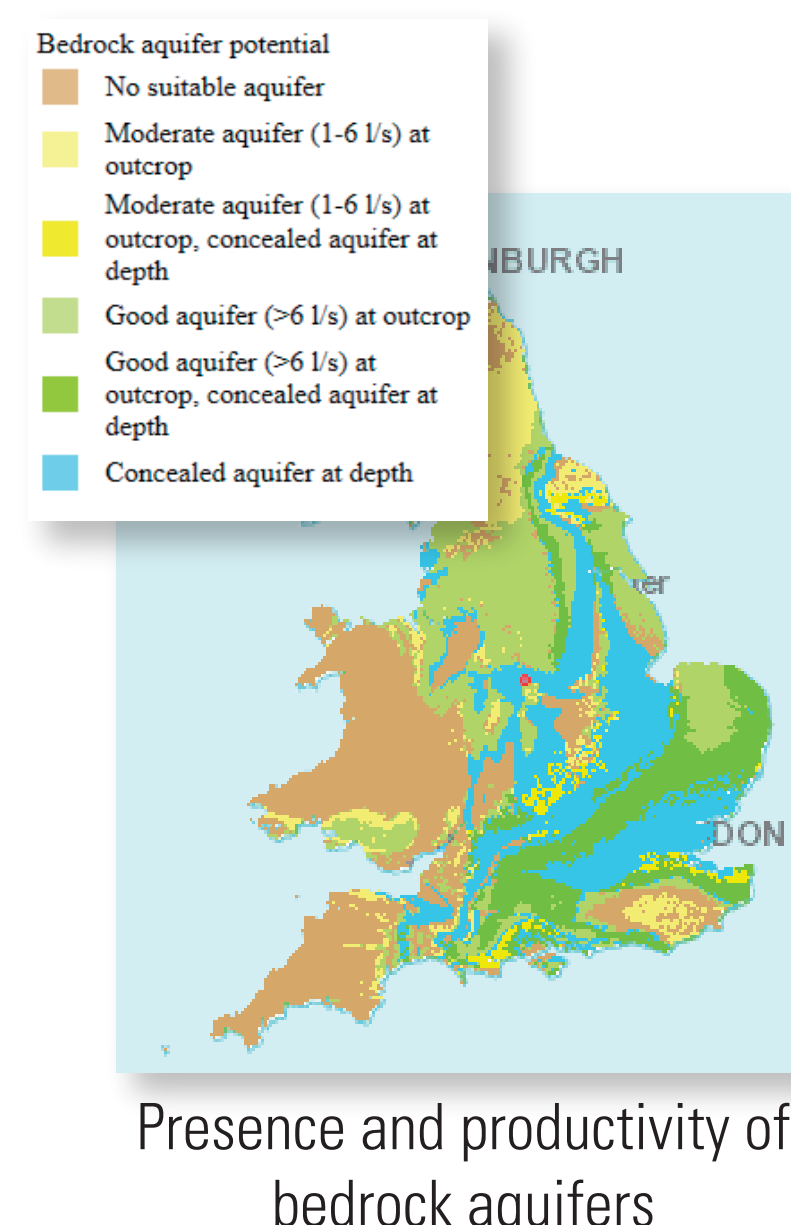 Bedrock aquifer potential
No suitable aquifer
Moderate aquifer (1-6 l/s) at
outcrop
Moderate aquifer (1-6 l/s) at
outcrop, concealed aquifer at
depth
Good aquifer (>6 l/s) at outcrop
Good aquifer (>6 l/s) at
outcrop, concealed aquifer at
depth
Concealed aquifer at depth
NBURGH
ter
DON
Presence and productivity of
bedrock aquifers